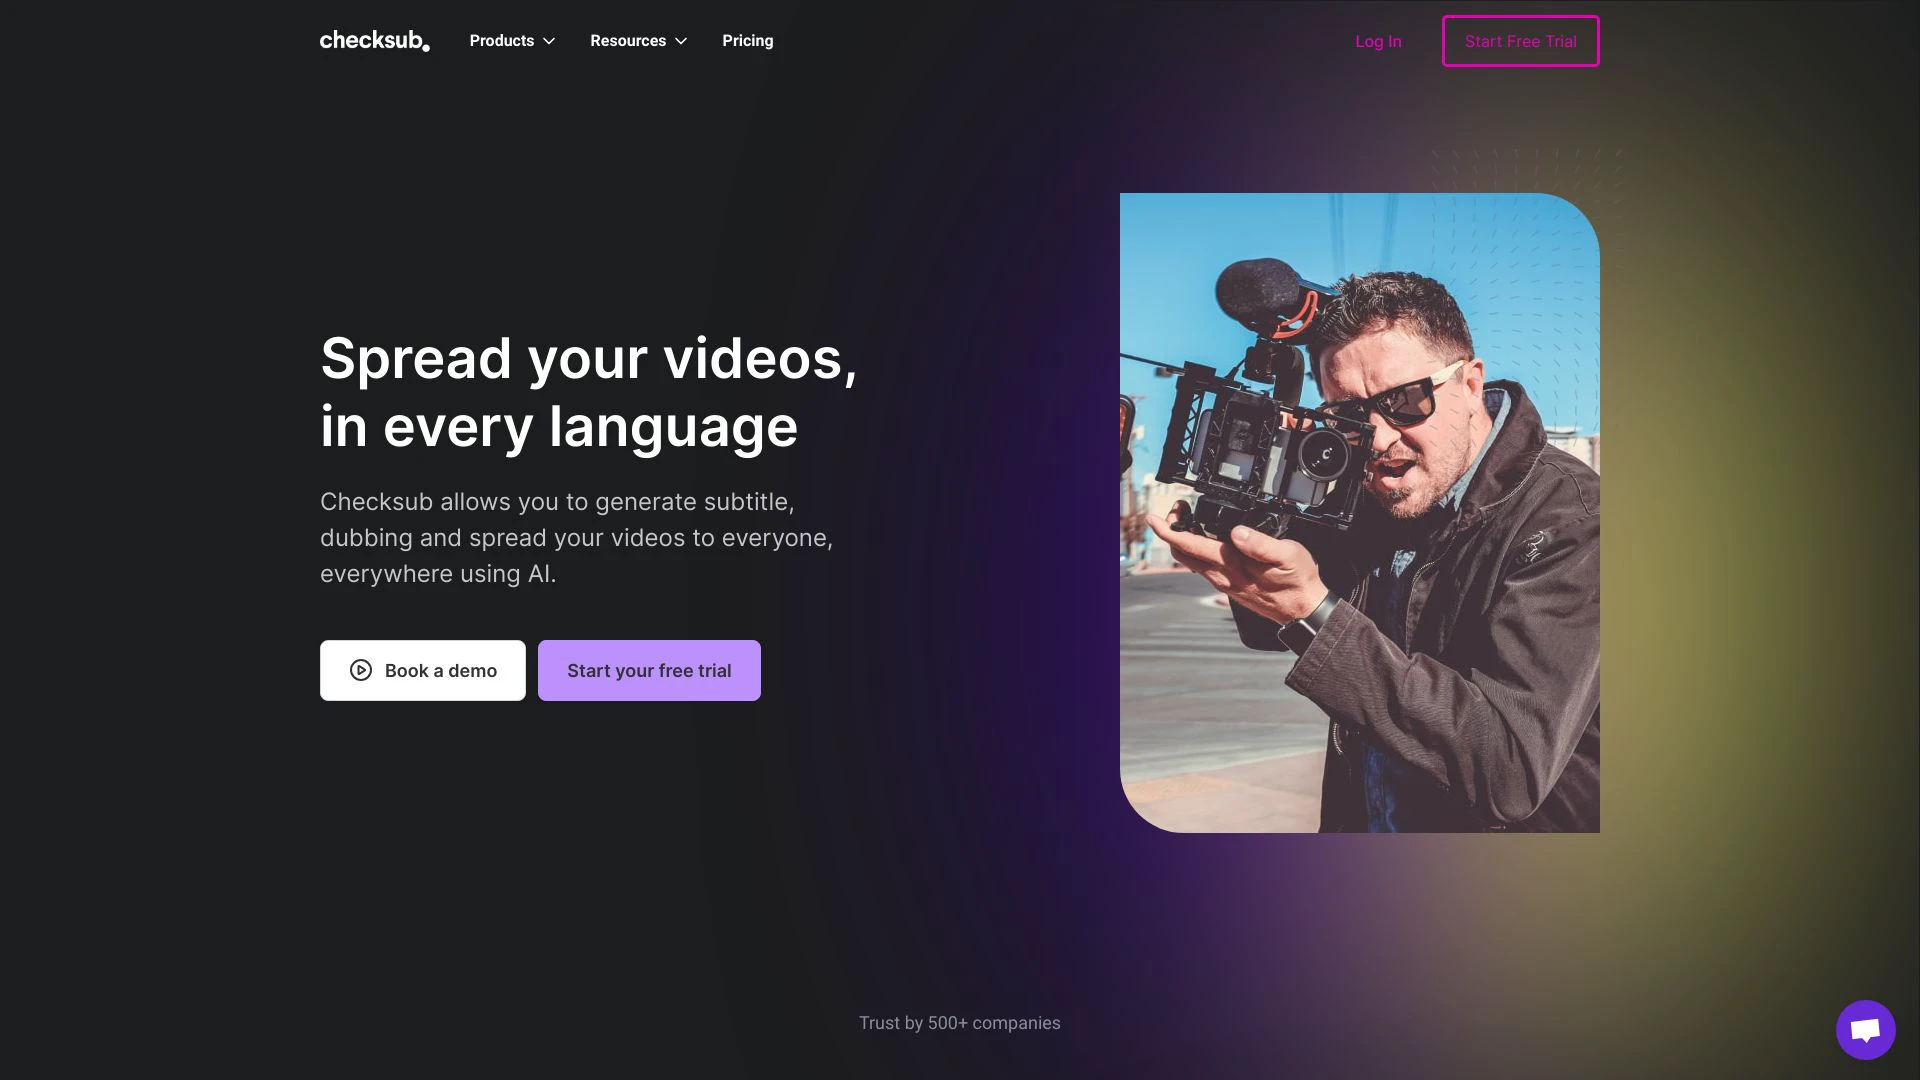 checksub.
Products
Resources
Pricing
Log In
Start Free Trial
Spread your videos,
in every language
Checksub allows you to generate subtitle,
dubbing and spread your videos to everyone,
everywhere using AI.
Book a demo
Start your free trial
Trust by 500+ companies